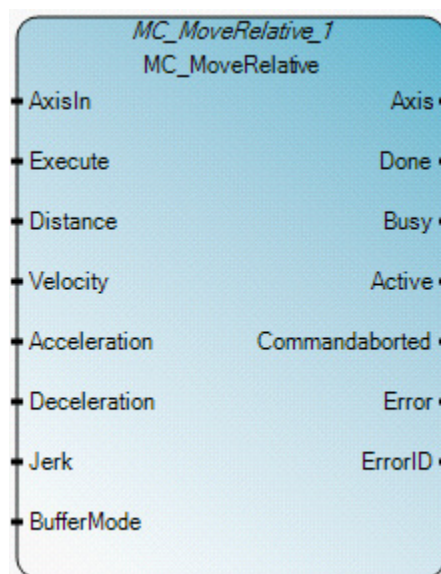 MC_MoveRelative_1
MC_MoveRelative
AxisIn Axis
Execute Done
Distance Busy
Velocity Active
Acceleration Commandaborted
Deceleration Error
Jerk ErrorID
BufferMode